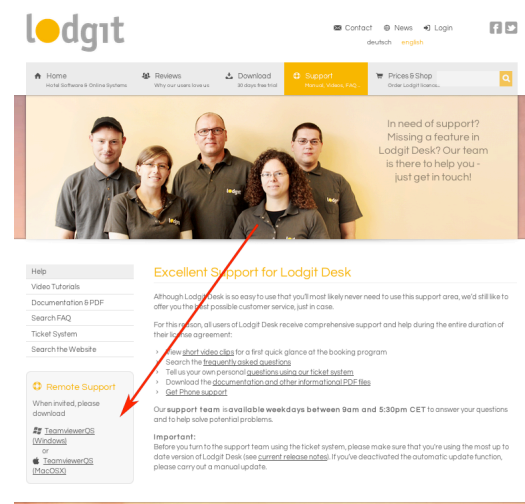 lodgit
Contact News Login
deutsch english
Home Reviews Download Support Prices & Shop
Hotel Software & Online Systems Why our users love us 30 days free trial Featust, Videos, FAQ... Order Lodgit licence...
In need of support?
Missing a feature in
Lodgit Desk? Our team
is there to help you -
just get in touch!
Help
Video Tutorials
Documentation & PDF
Search FAQ
Ticket System
Search the Website
Remote Support
When invited, please
download
TeamviewerQS
(Windows)
or
TeamviewerQS
(MacOSX)
Excellent Support for Lodgit Desk
Although Lodgit Desk is so easy to use that you'll most likely never need to use this support area, we'd still like to
offer you the best possible customer service, just in case.
For this reason, all users of Lodgit Desk receive comprehensive support and help during the entire duration of
their license agreement:
› View short video clips for a first quick glance at the booking program
› Search the frequently asked questions
› Tell us your own personal questions using our ticket system
› Download the documentation and other informational PDF files
› Get Phone support
Our support team is available weekdays between 9am and 5:30pm CET to answer your questions
and to help solve potential problems.
Important:
Before you turn to the support team using the ticket system, please make sure that you're using the most up to
date version of Lodgit Desk (see current release notes). If you've deactivated the automatic update function,
please carry out a manual update.